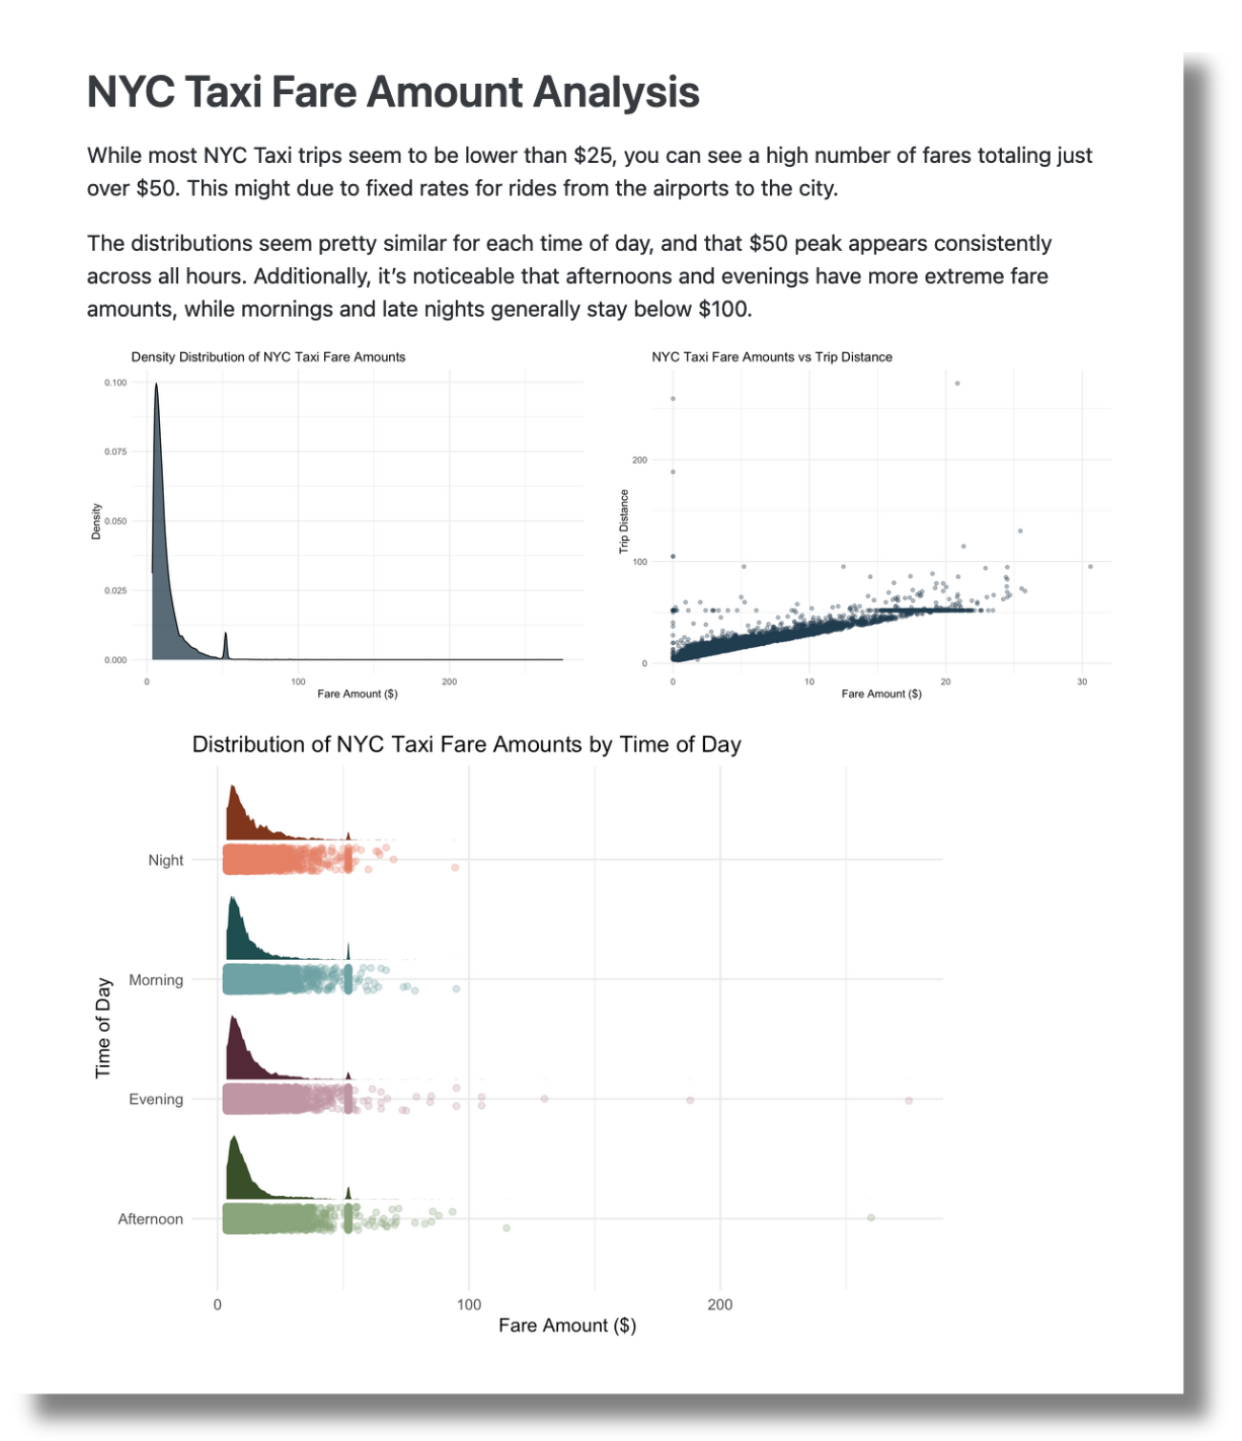 NYC Taxi Fare Amount Analysis
While most NYC Taxi trips seem to be lower than $25, you can see a high number of fares totaling just
over $50. This might due to fixed rates for rides from the airports to the city.
The distributions seem pretty similar for each time of day, and that $50 peak appears consistently
across all hours. Additionally, it's noticeable that afternoons and evenings have more extreme fare
amounts, while mornings and late nights generally stay below $100.
Density Distribution of NYC Taxi Fare Amounts
0.100
0.075
0.050
0.025
0.000
Density
0 100 200
Fare Amount ($)
NYC Taxi Fare Amounts vs Trip Distance
200
100
0
Trip Distance
0 10 20 30
Fare Amount ($)
Distribution of NYC Taxi Fare Amounts by Time of Day
Night
Morning
Evening
Afternoon
Time of Day
0 100 200
Fare Amount ($)